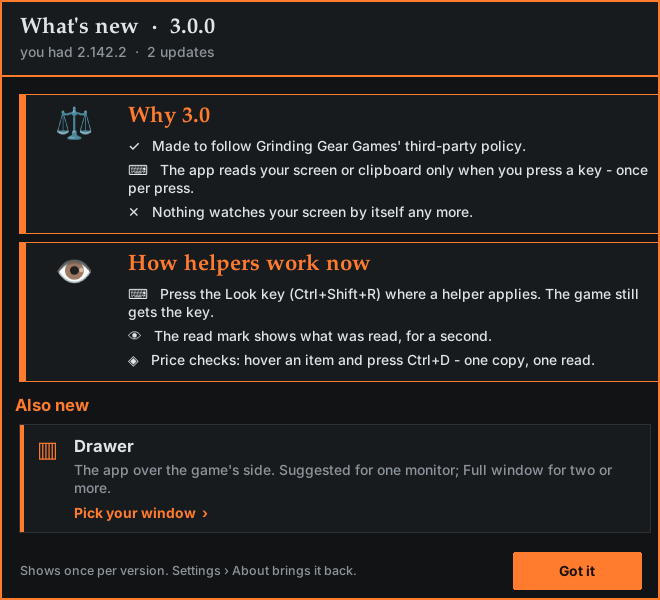 What's new · 3.0.0
you had 2.142.2 · 2 updates
Why 3.0
✓ Made to follow Grinding Gear Games' third-party policy.
⌨ The app reads your screen or clipboard only when you press a key - once
per press.
✕ Nothing watches your screen by itself any more.
How helpers work now
⌨ Press the Look key (Ctrl+Shift+R) where a helper applies. The game still
gets the key.
👁 The read mark shows what was read, for a second.
◈ Price checks: hover an item and press Ctrl+D - one copy, one read.
Also new
Drawer
The app over the game's side. Suggested for one monitor; Full window for two or
more.
Pick your window ›
Shows once per version. Settings › About brings it back.
Got it